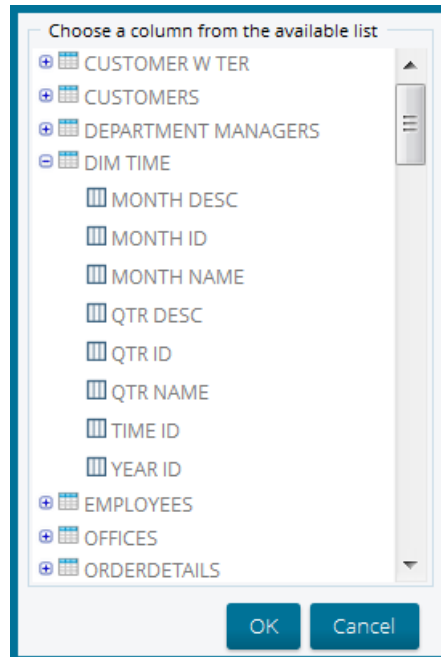 Choose a column from the available list
CUSTOMER W TER
CUSTOMERS
DEPARTMENT MANAGERS
DIM TIME
MONTH DESC
MONTH ID
MONTH NAME
QTR DESC
QTR ID
QTR NAME
TIME ID
YEAR ID
EMPLOYEES
OFFICES
ORDERDETAILS
OK Cancel